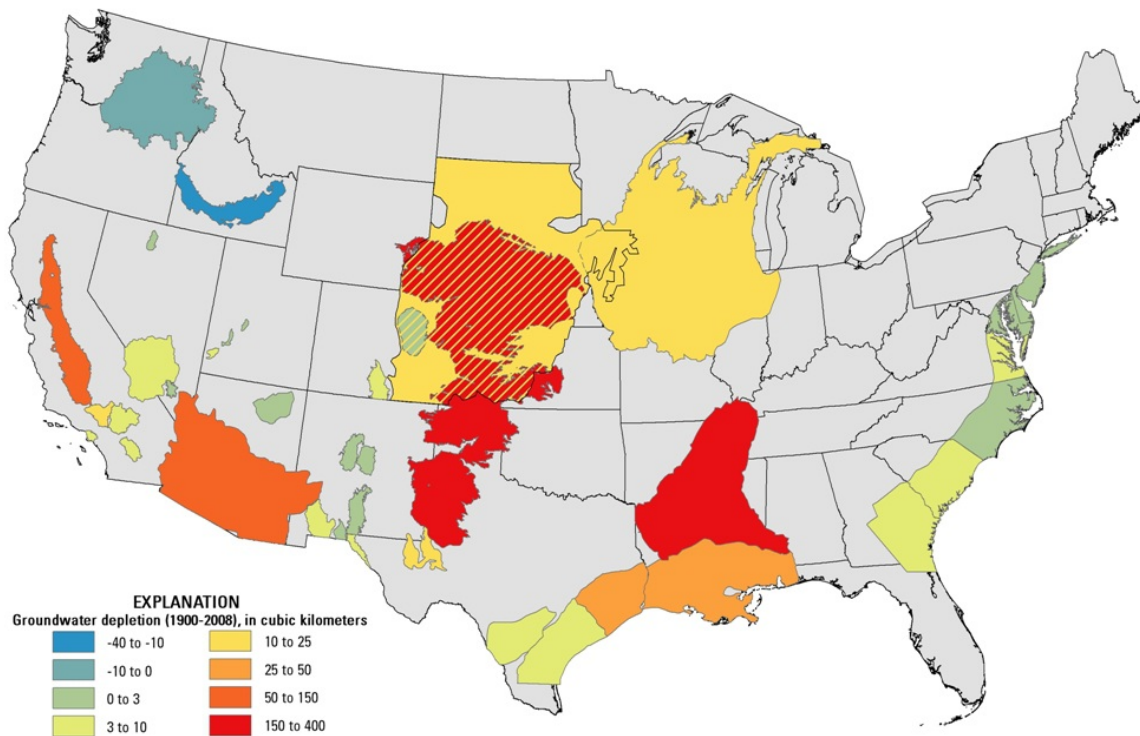 EXPLANATION
Groundwater depletion (1900-2008), in cubic kilometers
-40 to -10
-10 to 0
0 to 3
3 to 10
10 to 25
25 to 50
50 to 150
150 to 400